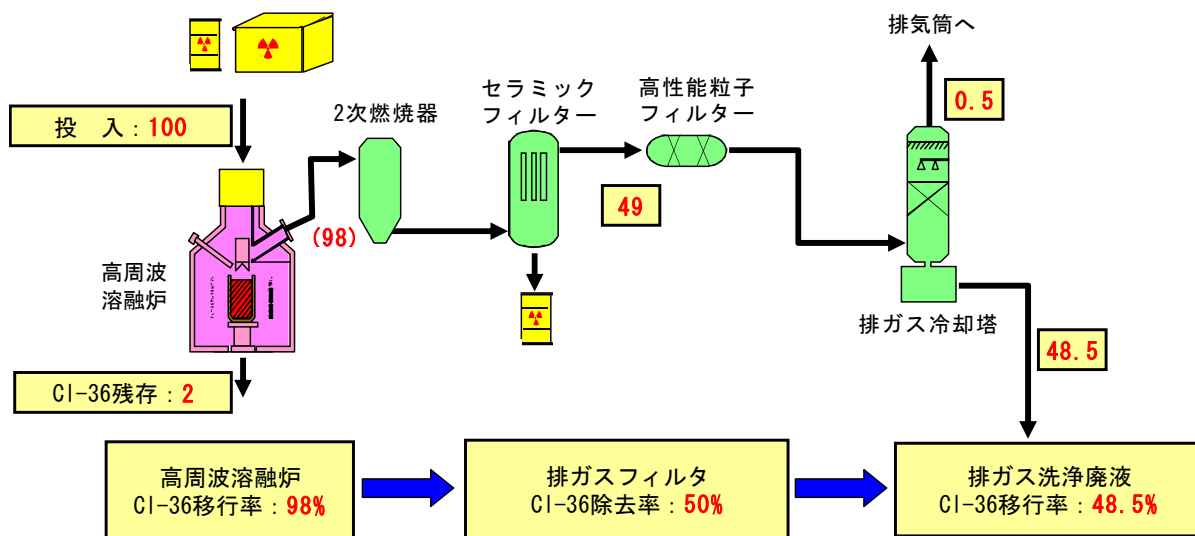 投　入：100
2次燃焼器
セラミック
フィルター
高性能粒子
フィルター
排気筒へ
0.5
(98)
49
高周波
溶融炉
排ガス冷却塔
48.5
Cl-36残存：2
高周波溶融炉
Cl-36移行率：98%
排ガスフィルタ
Cl-36除去率：50%
排ガス洗浄廃液
Cl-36移行率：48.5%